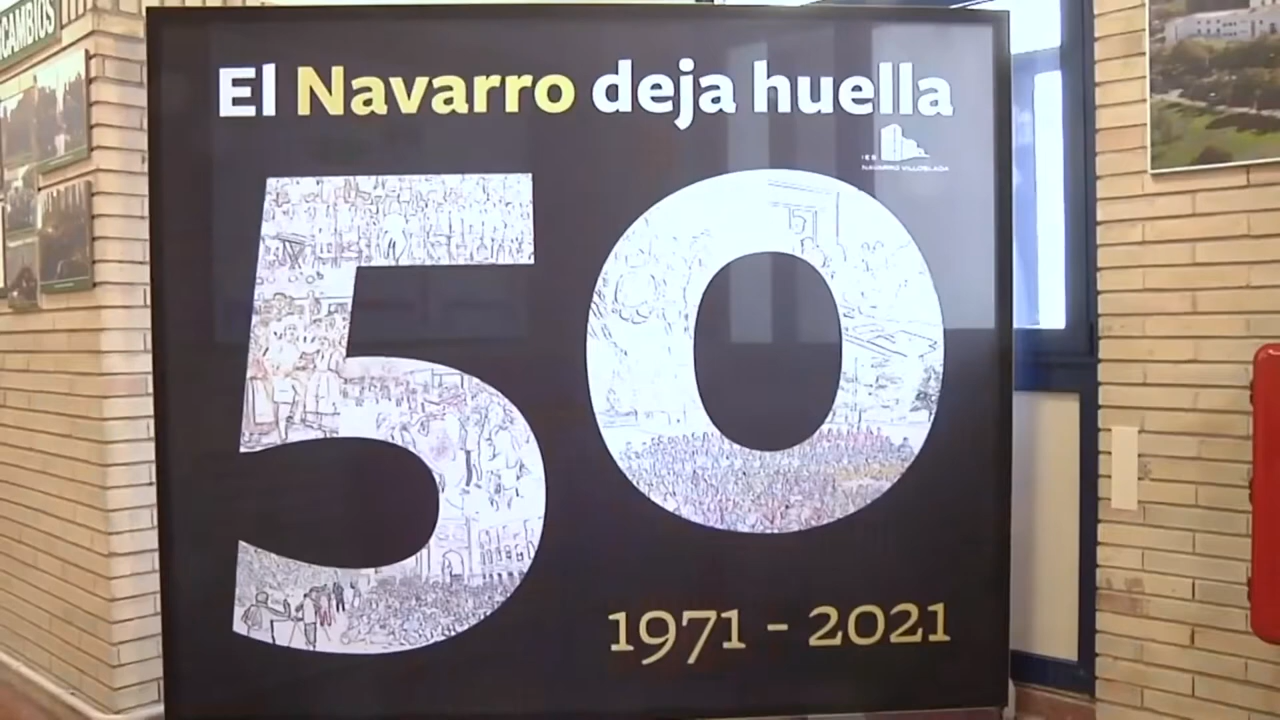 CAMBIOS
El Navarro deja huella
IES
NAVARRO VILLOSLADA
50
1971 - 2021